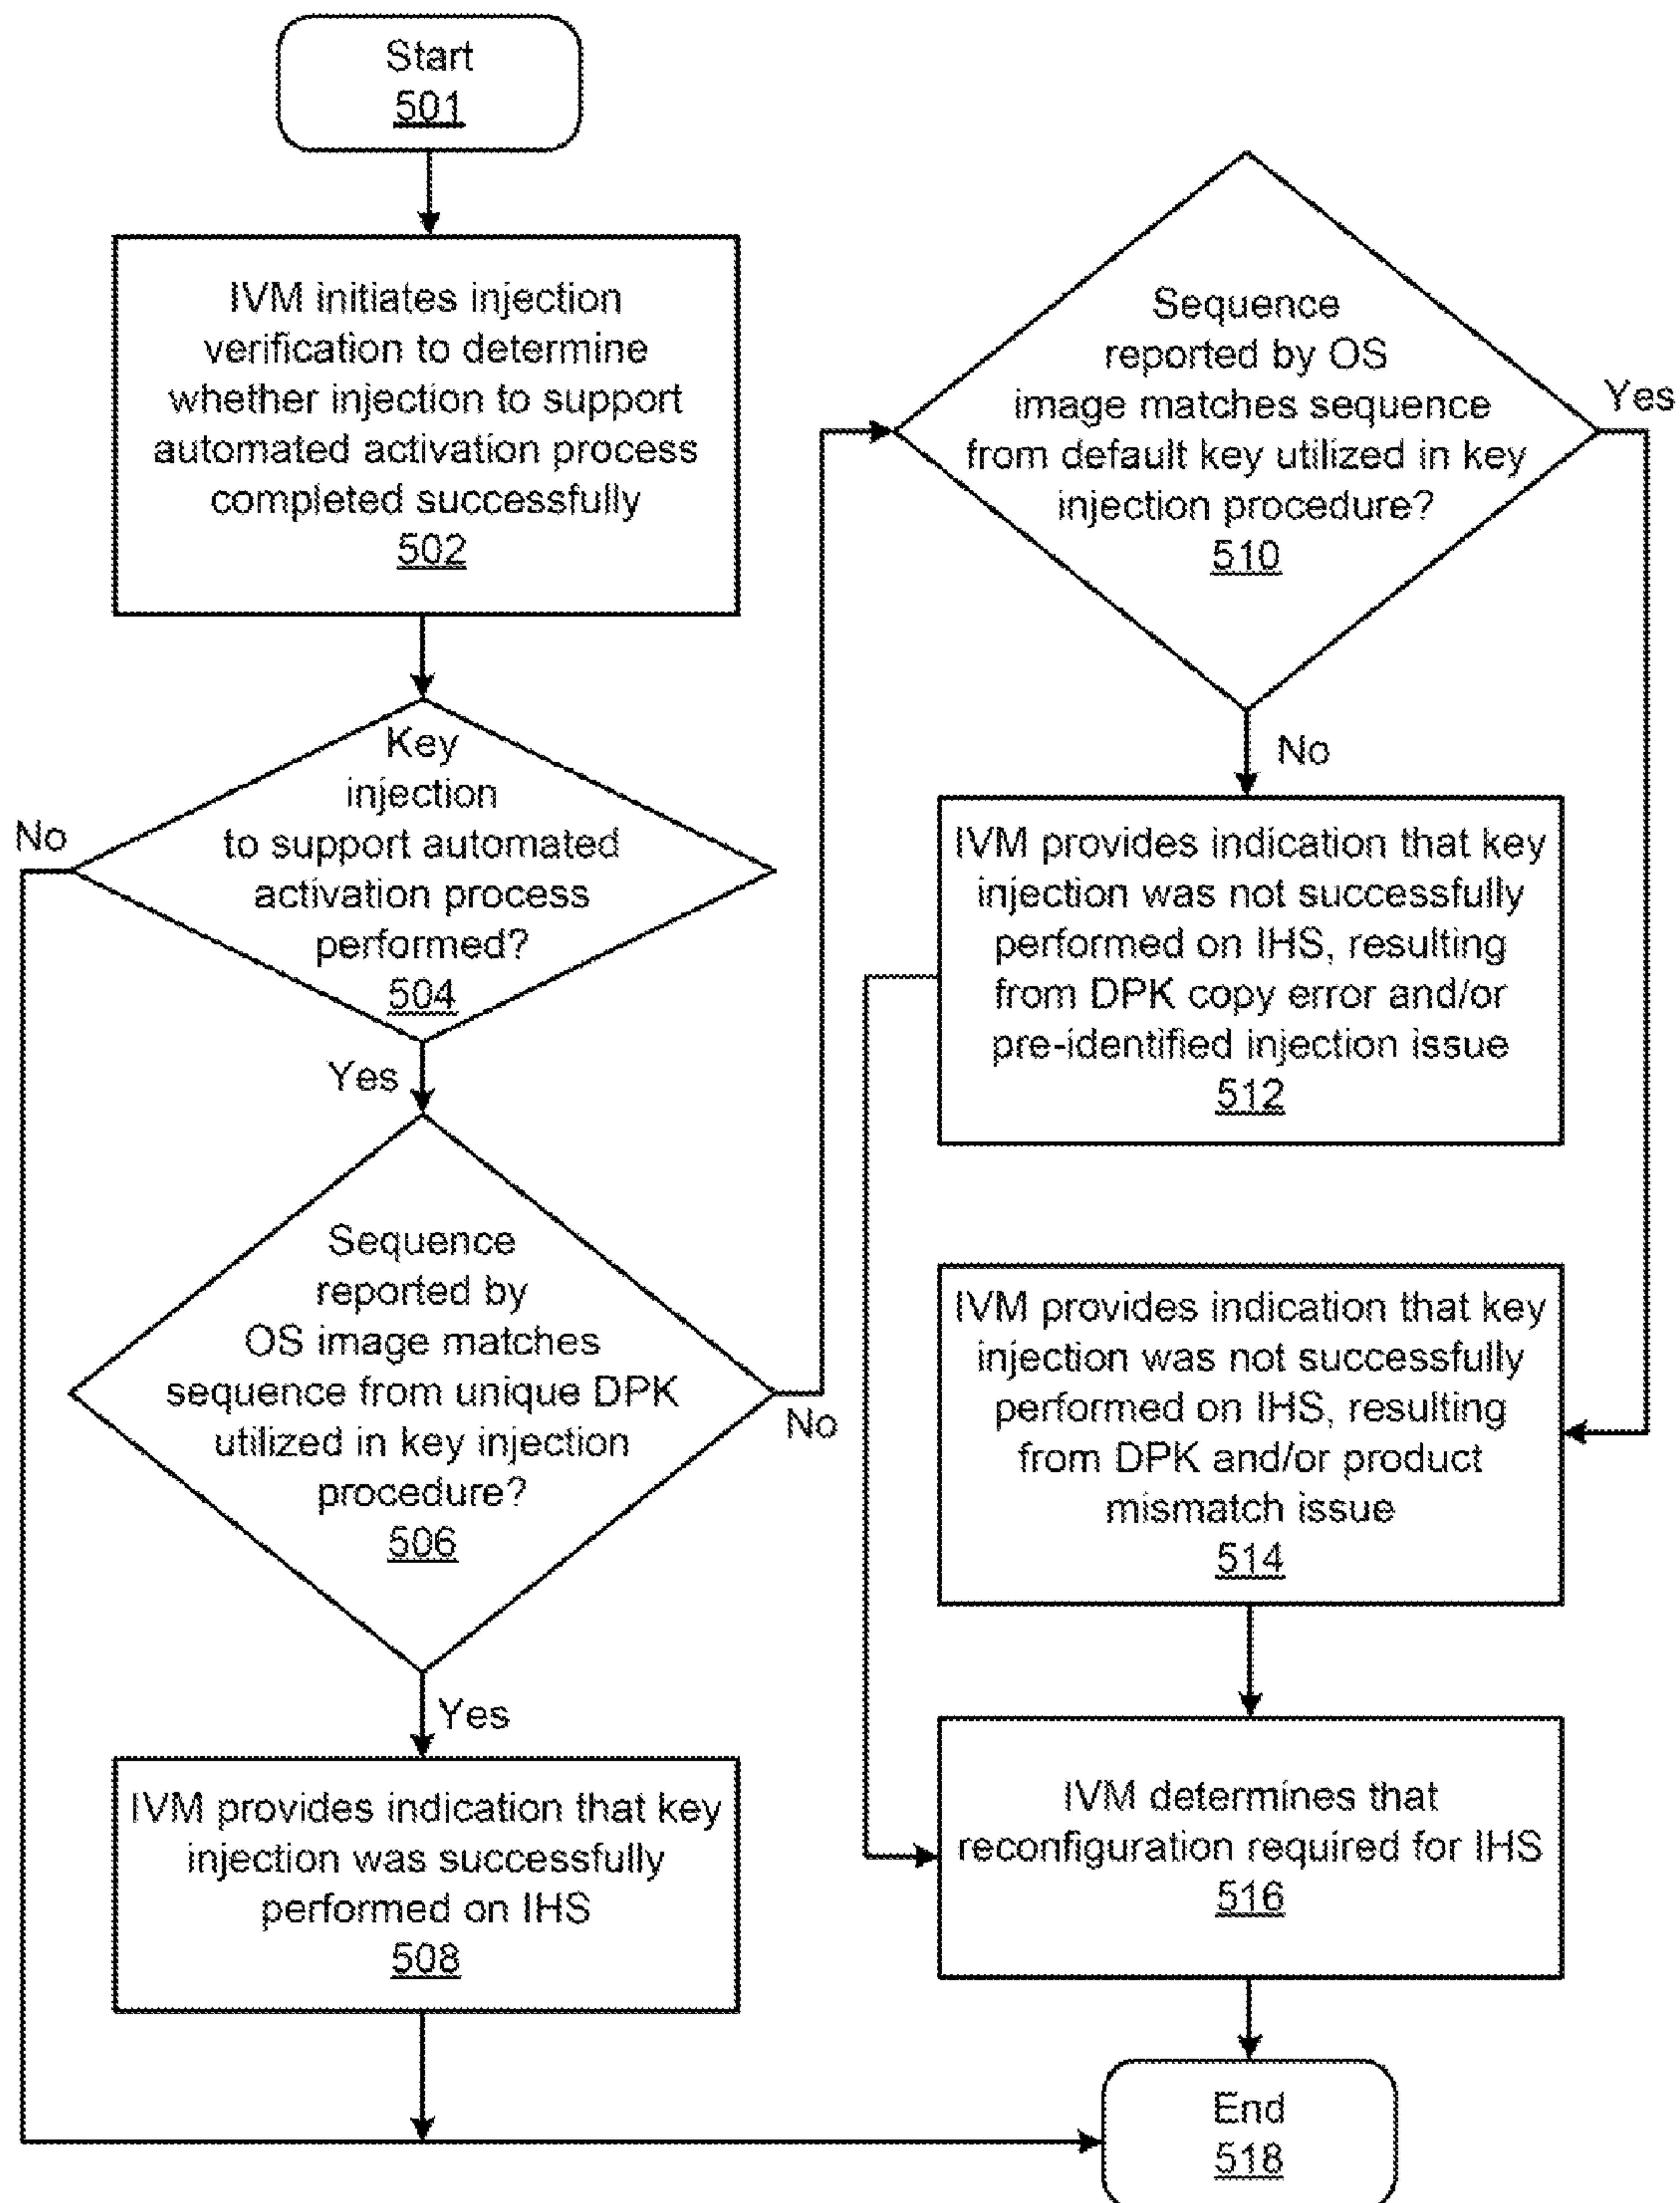 Start
501
IVM initiates injection
verification to determine
whether injection to support
automated activation process
completed successfully
502
Key
injection
to support automated
activation process
performed?
504
No
Yes
Sequence
reported by
OS image matches
sequence from unique DPK
utilized in key injection
procedure?
506
No
Yes
IVM provides indication that key
injection was successfully
performed on IHS
508
Sequence
reported by OS
image matches sequence
from default key utilized in key
injection procedure?
510
Yes
No
IVM provides indication that key
injection was not successfully
performed on IHS, resulting
from DPK copy error and/or
pre-identified injection issue
512
IVM provides indication that key
injection was not successfully
performed on IHS, resulting
from DPK and/or product
mismatch issue
514
IVM determines that
reconfiguration required for IHS
516
End
518